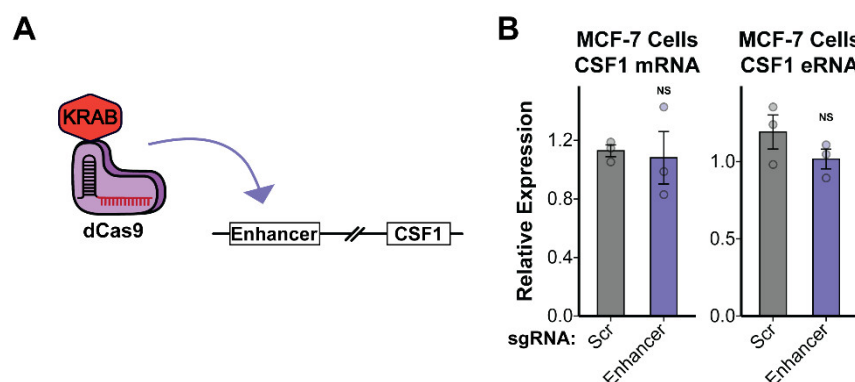 A
KRAB
dCas9
Enhancer
CSF1
B
MCF-7 Cells
CSF1 mRNA
MCF-7 Cells
CSF1 eRNA
Relative Expression
1.2
0.8
0.4
0.0
NS
1.0
0.5
0.0
NS
sgRNA:
Scr
Enhancer
Scr
Enhancer